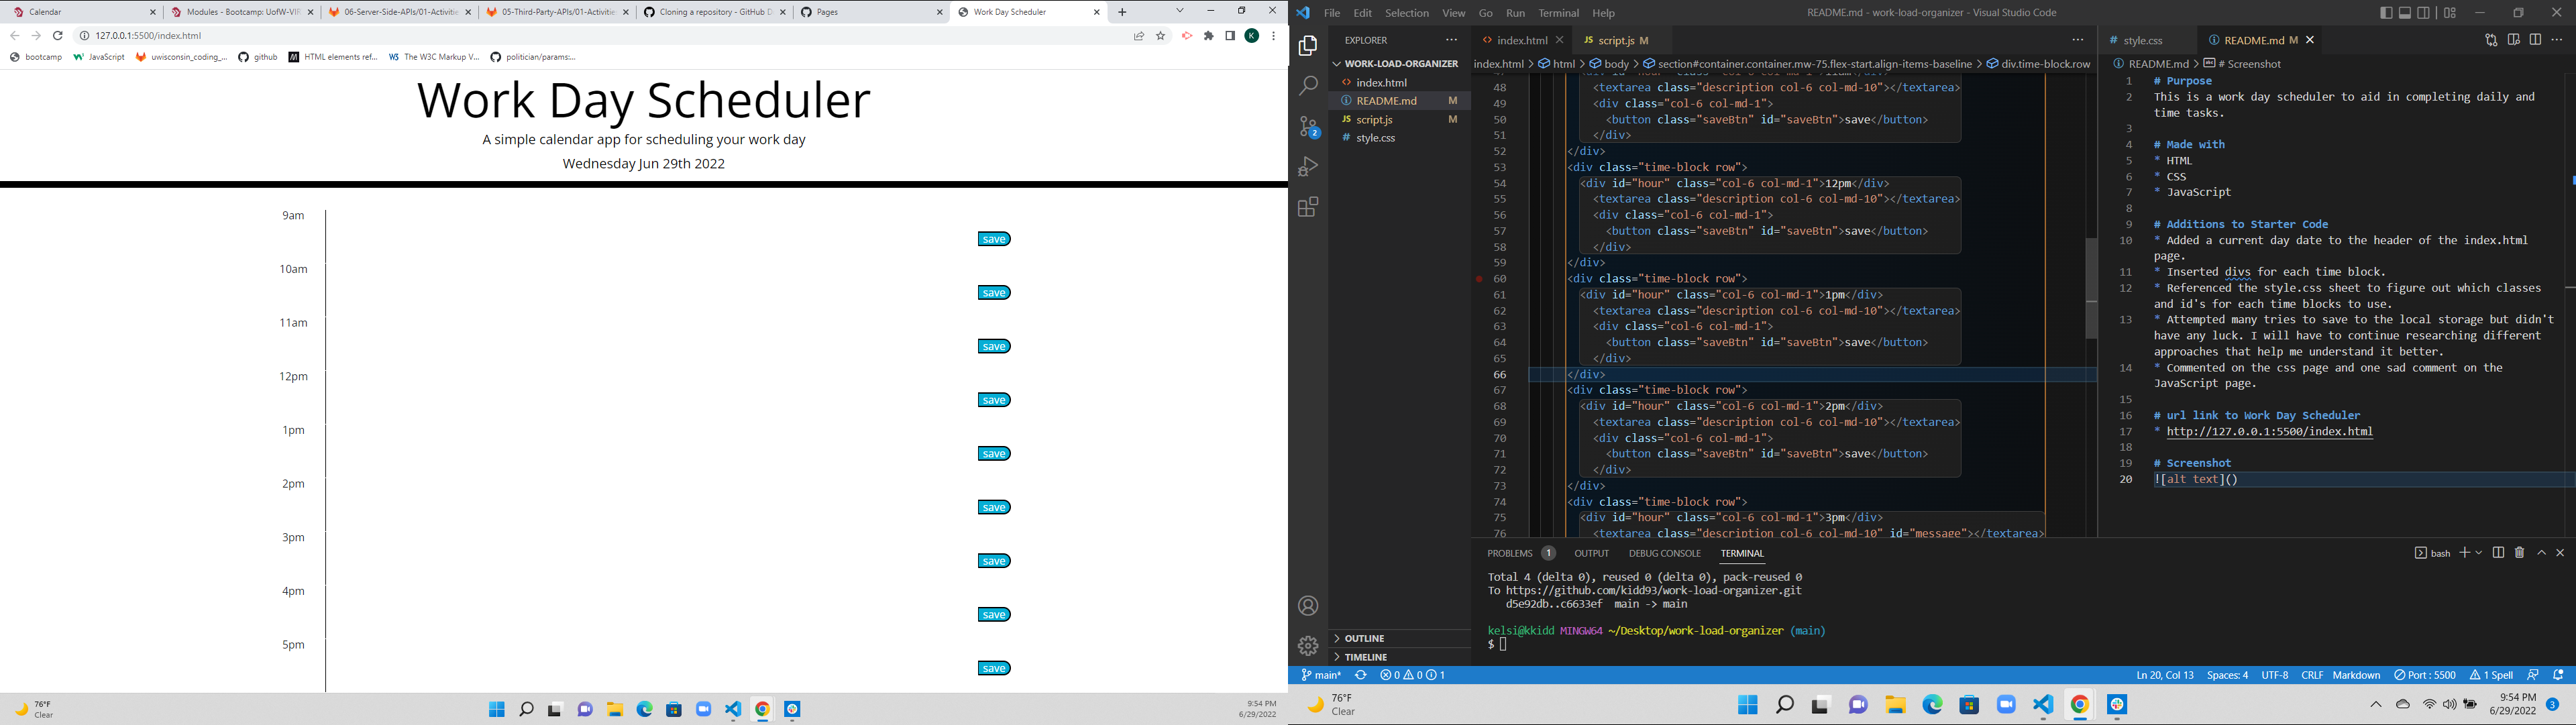 Calendar
Modules - Bootcamp: UofW-VIR
06-Server-Side-APIs/01-Activitie
05-Third-Party-APIs/01-Activities
Cloning a repository - GitHub D
Pages
Work Day Scheduler
127.0.0.1:5500/index.html
K
bootcamp
JavaScript
uwisconsin_coding_...
github
HTML elements ref...
The W3C Markup V...
politician/params:...
Work Day Scheduler
A simple calendar app for scheduling your work day
Wednesday Jun 29th 2022
9am
save
10am
save
11am
save
12pm
save
1pm
save
2pm
save
3pm
save
4pm
save
5pm
save
76°F
Clear
9:54 PM
6/29/2022
File Edit Selection View Go Run Terminal Help
README.md - work-load-organizer - Visual Studio Code
EXPLORER
WORK-LOAD-ORGANIZER
index.html
README.md M
script.js M
style.css
2
OUTLINE
TIMELINE
index.html
script.js M
index.html > html > body > section#container.container.mw-75.flex-start.align-items-baseline > div.time-block.row
48 <textarea class="description col-6 col-md-10"></textarea>
49 <div class="col-6 col-md-1">
50 <button class="saveBtn" id="saveBtn">save</button>
51 </div>
52 </div>
53 <div class="time-block row">
54 <div id="hour" class="col-6 col-md-1">12pm</div>
55 <textarea class="description col-6 col-md-10"></textarea>
56 <div class="col-6 col-md-1">
57 <button class="saveBtn" id="saveBtn">save</button>
58 </div>
59 </div>
60 <div class="time-block row">
61 <div id="hour" class="col-6 col-md-1">1pm</div>
62 <textarea class="description col-6 col-md-10"></textarea>
63 <div class="col-6 col-md-1">
64 <button class="saveBtn" id="saveBtn">save</button>
65 </div>
66 </div>
67 <div class="time-block row">
68 <div id="hour" class="col-6 col-md-1">2pm</div>
69 <textarea class="description col-6 col-md-10"></textarea>
70 <div class="col-6 col-md-1">
71 <button class="saveBtn" id="saveBtn">save</button>
72 </div>
73 </div>
74 <div class="time-block row">
75 <div id="hour" class="col-6 col-md-1">3pm</div>
76 <textarea class="description col-6 col-md-10" id="message"></textarea>
style.css
README.md M
README.md > # Screenshot
1 # Purpose
2 This is a work day scheduler to aid in completing daily and
time tasks.
3
4 # Made with
5 * HTML
6 * CSS
7 * JavaScript
8
9 # Additions to Starter Code
10 * Added a current day date to the header of the index.html
page.
11 * Inserted divs for each time block.
12 * Referenced the style.css sheet to figure out which classes
and id's for each time blocks to use.
13 * Attempted many tries to save to the local storage but didn't
have any luck. I will have to continue researching different
approaches that help me understand it better.
14 * Commented on the css page and one sad comment on the
JavaScript page.
15
16 # url link to Work Day Scheduler
17 * http://127.0.0.1:5500/index.html
18
19 # Screenshot
20 ![alt text]()
PROBLEMS 1 OUTPUT DEBUG CONSOLE TERMINAL
bash
Total 4 (delta 0), reused 0 (delta 0), pack-reused 0
To https://github.com/kidd93/work-load-organizer.git
d5e92db..c6633ef main -> main
kelsi@kkidd MINGW64 ~/Desktop/work-load-organizer (main)
$
main* 0 0 1
Ln 20, Col 13 Spaces: 4 UTF-8 CRLF Markdown Port : 5500 1 Spell
76°F
Clear
9:54 PM
6/29/2022
3